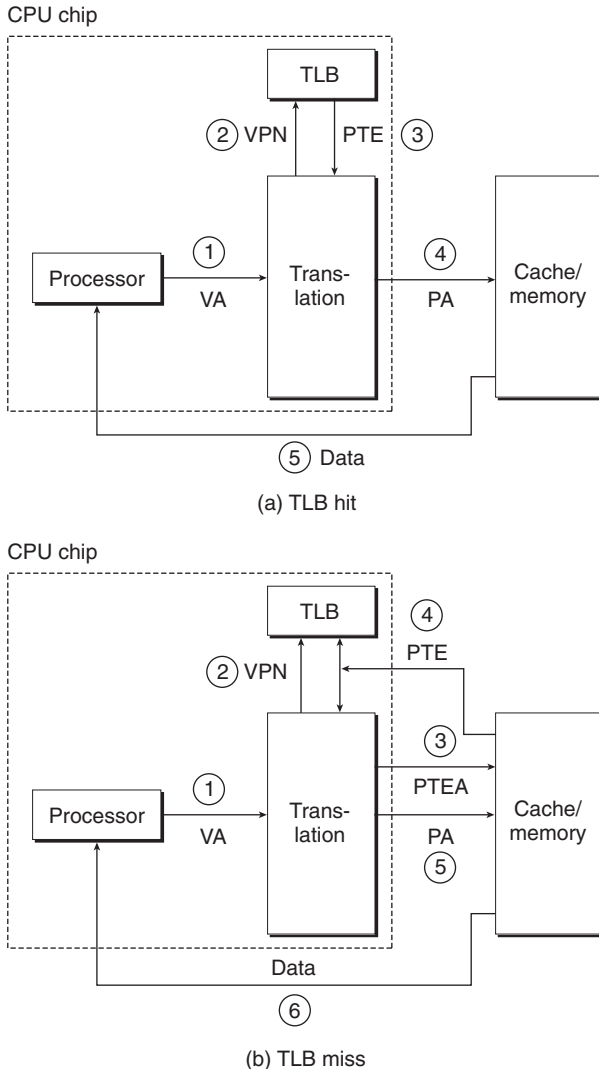 CPU chip
TLB
② VPN
PTE ③
①
④
Processor
Trans-
lation
Cache/
memory
VA
PA
⑤ Data
(a) TLB hit
CPU chip
TLB
④
② VPN
PTE
③
①
PTEA
Processor
Trans-
lation
Cache/
memory
VA
PA
⑤
Data
⑥
(b) TLB miss